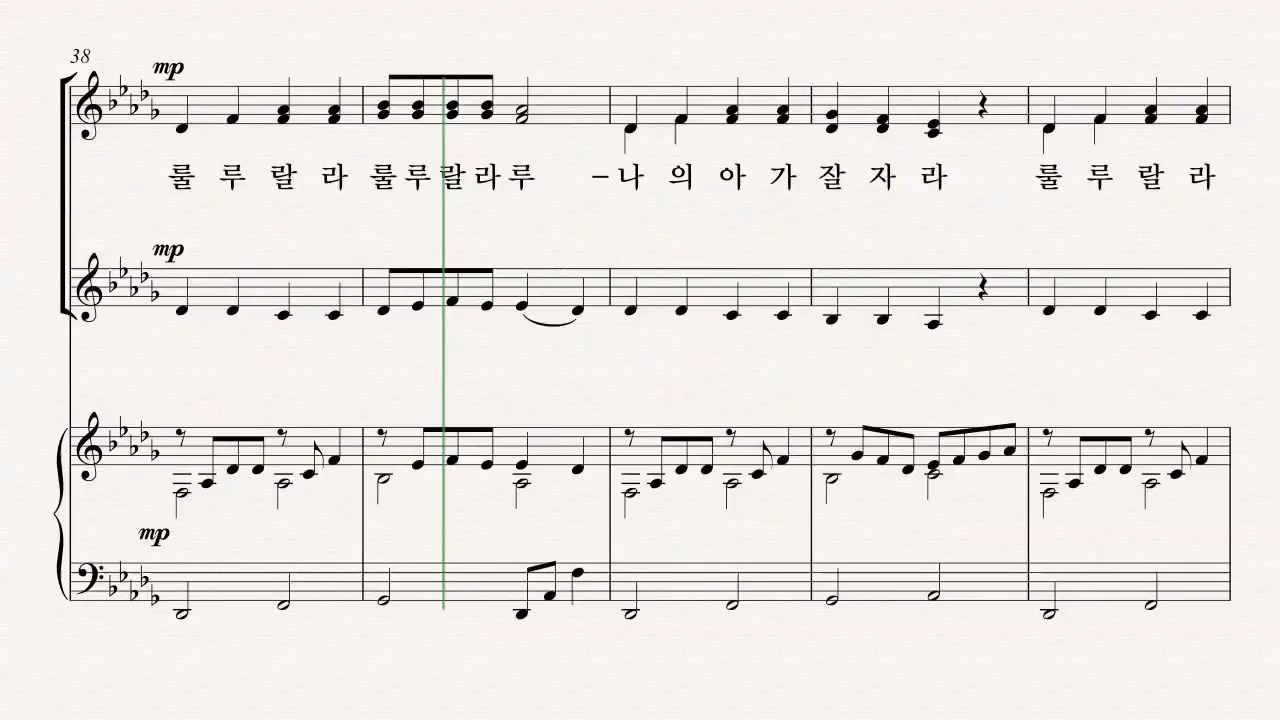 38
mp
룰 루 랄 라 룰 루 랄 라 루 – 나 의 아 가 잘 자 라 룰 루 랄 라
mp
mp